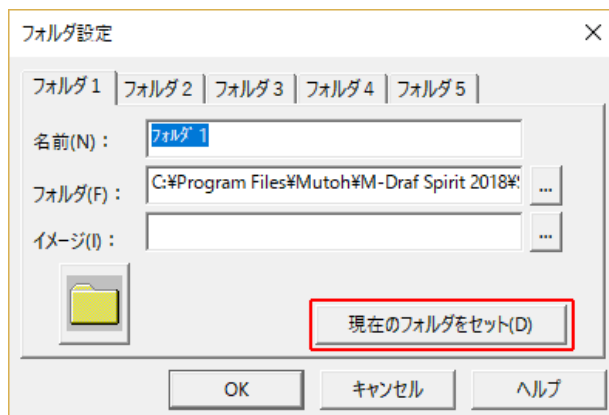 フォルダ設定
フォルダ1 フォルダ2 フォルダ3 フォルダ4 フォルダ5
名前(N)： ﾌｫﾙﾀﾞ 1
フォルダ(F)： C:¥Program Files¥Mutoh¥M-Draf Spirit 2018¥ ...
イメージ(I)： ...
現在のフォルダをセット(D)
OK キャンセル ヘルプ